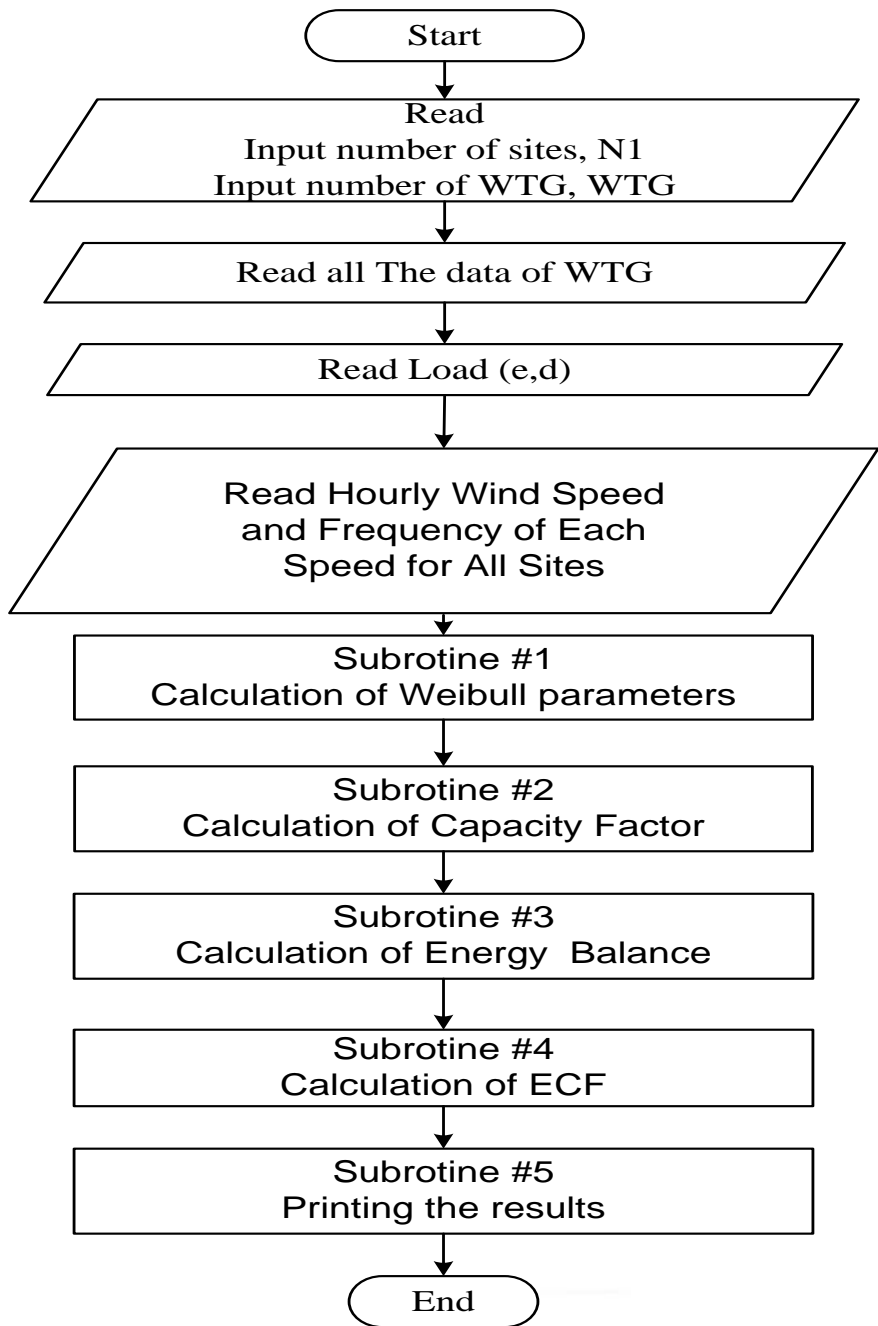 Start
Read
Input number of sites, N1
Input number of WTG, WTG
Read all The data of WTG
Read Load (e,d)
Read Hourly Wind Speed
and Frequency of Each
Speed for All Sites
Subrotine #1
Calculation of Weibull parameters
Subrotine #2
Calculation of Capacity Factor
Subrotine #3
Calculation of Energy  Balance
Subrotine #4
Calculation of ECF
Subrotine #5
Printing the results
End